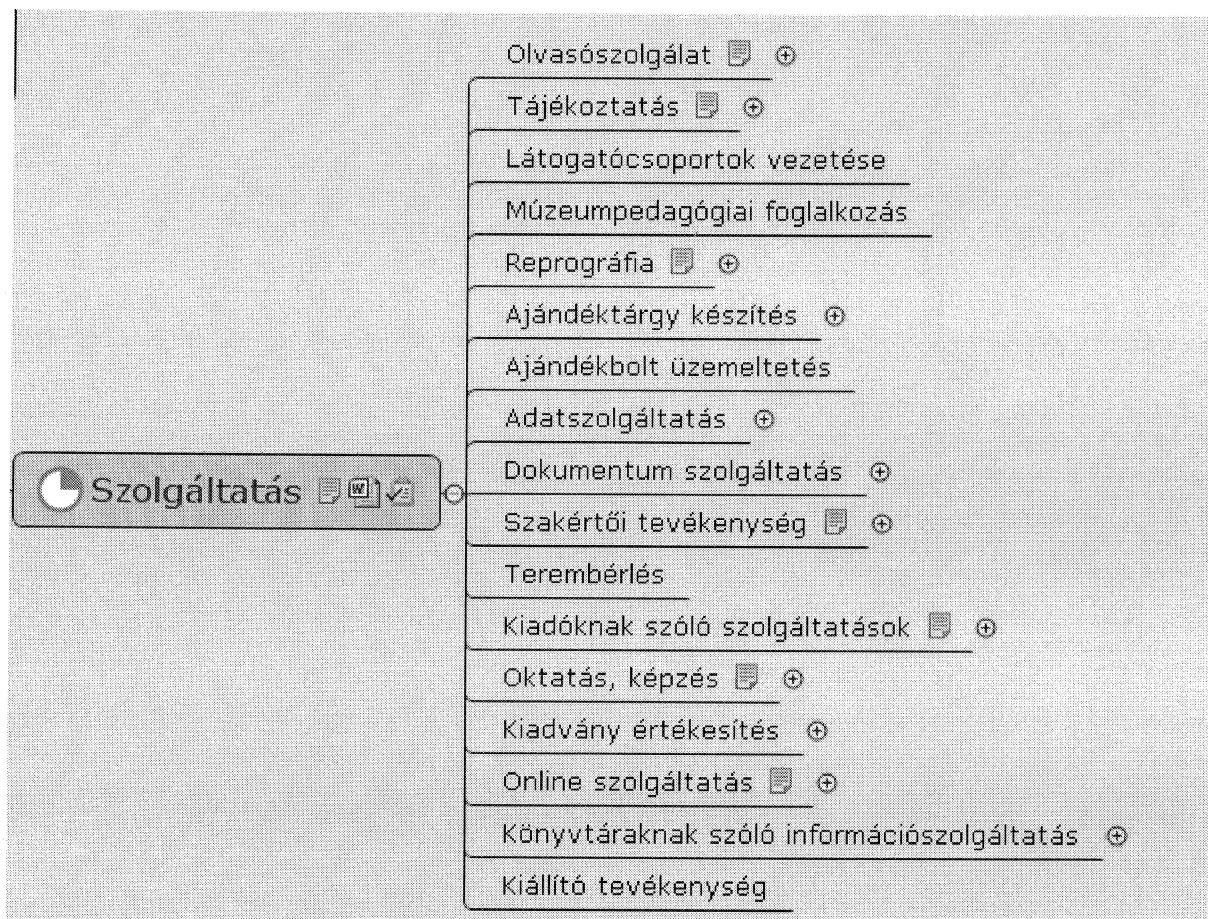 Olvasószolgálat
Tájékoztatás
Látogatócsoportok vezetése
Múzeumpedagógiai foglalkozás
Reprográfia
Ajándéktárgy készítés
Ajándékbolt üzemeltetés
Adatszolgáltatás
Dokumentum szolgáltatás
Szolgáltatás
Szakértői tevékenység
Terembérlés
Kiadóknak szóló szolgáltatások
Oktatás, képzés
Kiadvány értékesítés
Online szolgáltatás
Könyvtáraknak szóló információszolgáltatás
Kiállító tevékenység